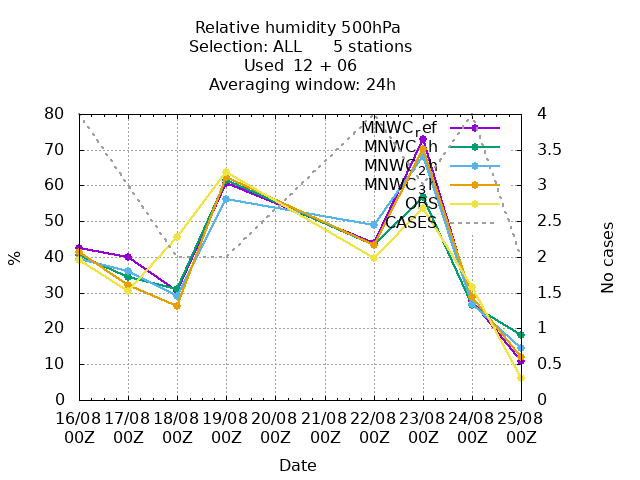 Relative humidity 500hPa
Selection: ALL 5 stations
Used 12 + 06
Averaging window: 24h
80 4
70 3.5
60 3
50 2.5
40 2
30 1.5
20 1
10 0.5
0 0
MNWC_ref
MNWC_2h
MNWC_3h
OBS
CASES
%
No cases
16/08 17/08 18/08 19/08 20/08 21/08 22/08 23/08 24/08 25/08
00Z 00Z 00Z 00Z 00Z 00Z 00Z 00Z 00Z 00Z
Date